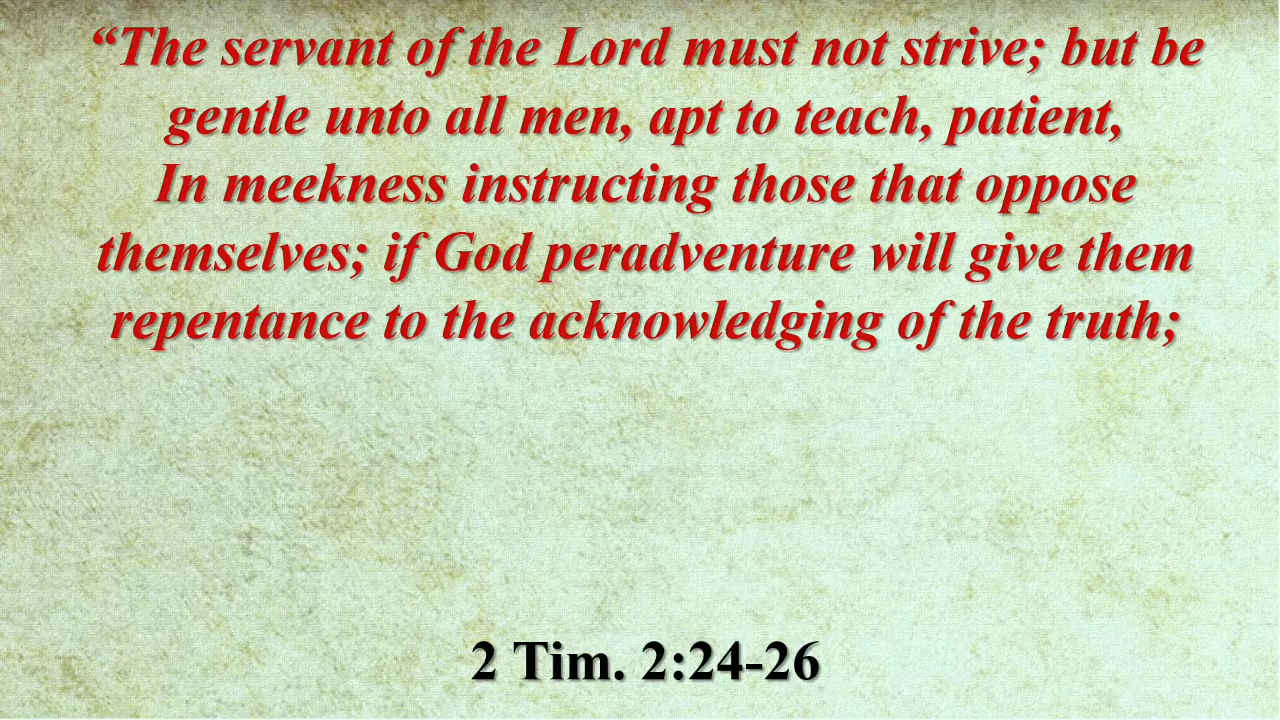 “The servant of the Lord must not strive; but be
gentle unto all men, apt to teach, patient,
In meekness instructing those that oppose
themselves; if God peradventure will give them
repentance to the acknowledging of the truth;
2 Tim. 2:24-26